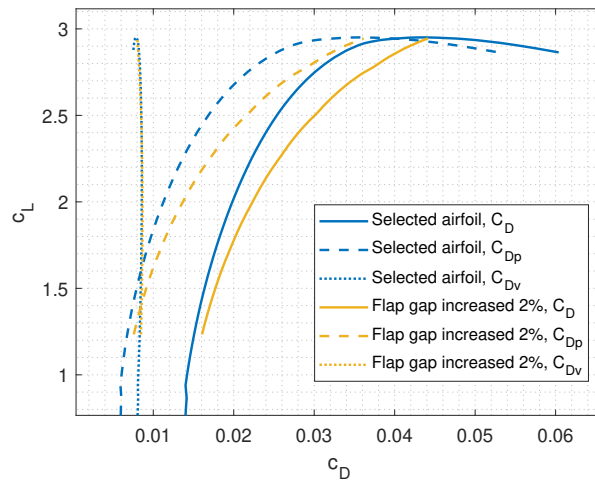 3
2.5
2
1.5
1
c_L
Selected airfoil, C_D
Selected airfoil, C_Dp
Selected airfoil, C_Dv
Flap gap increased 2%, C_D
Flap gap increased 2%, C_Dp
Flap gap increased 2%, C_Dv
0.01 0.02 0.03 0.04 0.05 0.06
c_D